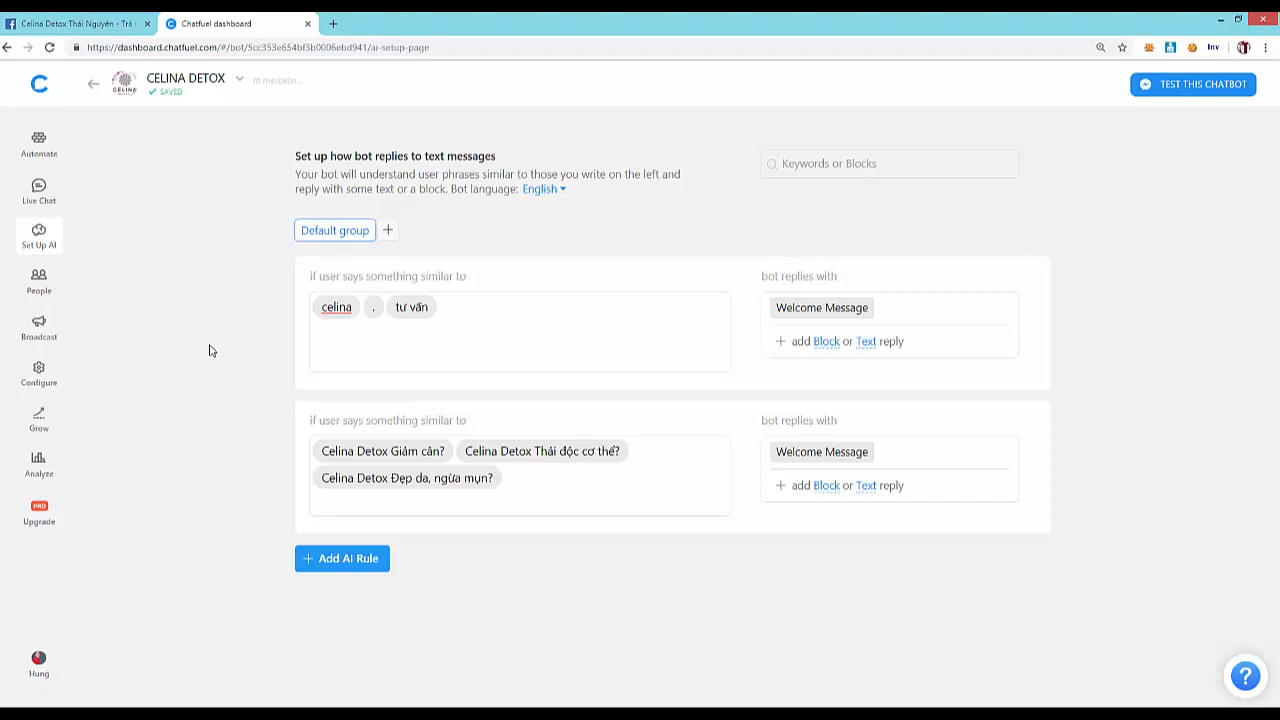 Celina Detox Thái Nguyên - Trà
Chatfuel dashboard
https://dashboard.chatfuel.com/#/bot/5cc353e654bf3b0006ebd941/ai-setup-page
Inv
CELINA DETOX
m.me/celin...
CELINA
SAVED
TEST THIS CHATBOT
Automate
Live Chat
Set Up AI
People
Broadcast
Configure
Grow
Analyze
PRO
Upgrade
Hung
Set up how bot replies to text messages
Your bot will understand user phrases similar to those you write on the left and
reply with some text or a block. Bot language: English
Keywords or Blocks
Default group
if user says something similar to
bot replies with
celina . tư vấn
Welcome Message
add Block or Text reply
if user says something similar to
bot replies with
Celina Detox Giảm cân? Celina Detox Thải độc cơ thể?
Celina Detox Đẹp da, ngừa mụn?
Welcome Message
add Block or Text reply
Add AI Rule
?